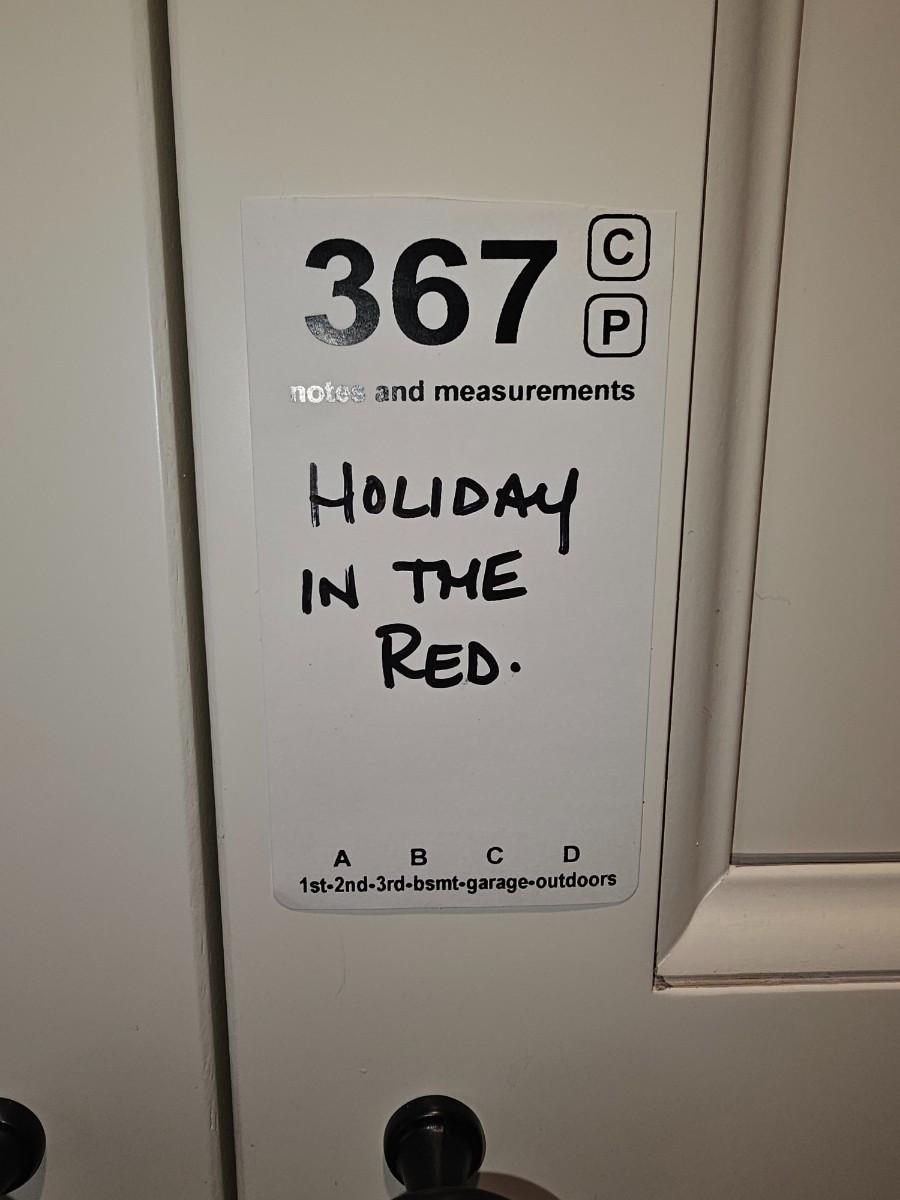 367 C
P
notes and measurements
HOLIDAY
IN THE
RED.
A B C D
1st-2nd-3rd-bsmt-garage-outdoors